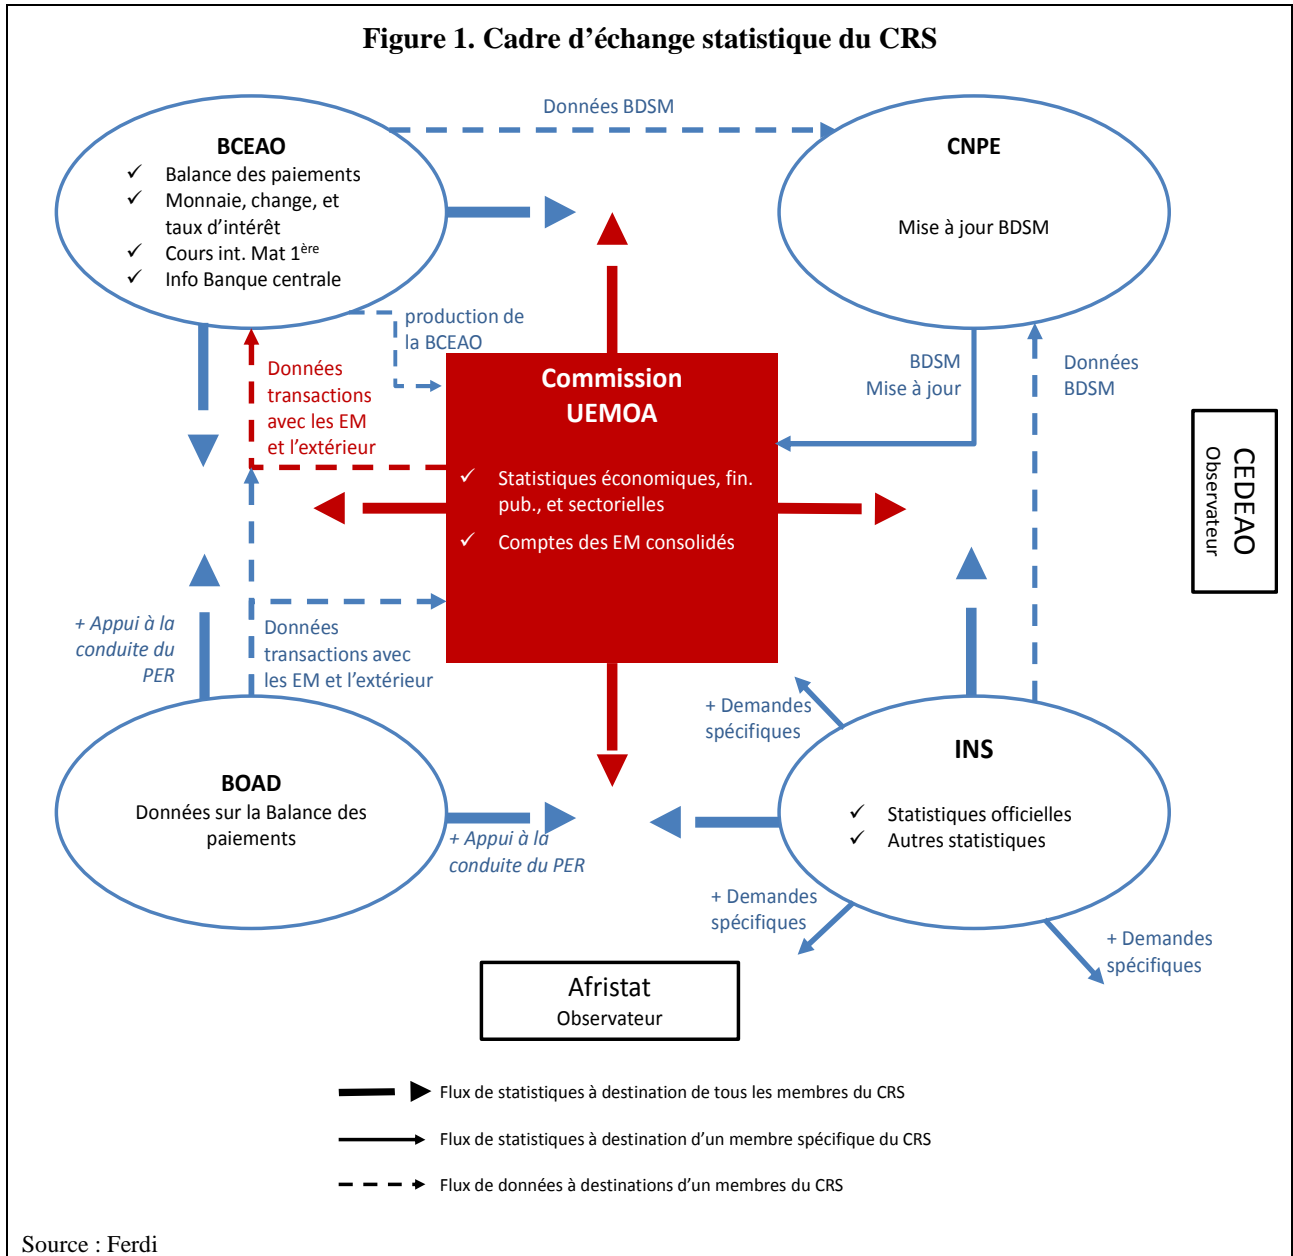 Figure 1. Cadre d'échange statistique du CRS
Données BDSM
BCEAO
✓ Balance des paiements
✓ Monnaie, change, et
taux d'intérêt
✓ Cours int. Mat 1ère
✓ Info Banque centrale
CNPE
Mise à jour BDSM
production de
la BCEAO
Données
transactions
avec les EM
et l'extérieur
Commission
UEMOA
✓ Statistiques économiques, fin.
pub., et sectorielles
✓ Comptes des EM consolidés
BDSM
Mise à jour
Données
BDSM
CEDEAO
Observateur
+ Appui à la
conduite du
PER
Données
transactions avec
les EM et l'extérieur
+ Demandes
spécifiques
BOAD
Données sur la Balance des
paiements
+ Appui à la
conduite du PER
INS
✓ Statistiques officielles
✓ Autres statistiques
+ Demandes
spécifiques
+ Demandes
spécifiques
Afristat
Observateur
Flux de statistiques à destination de tous les membres du CRS
Flux de statistiques à destination d'un membre spécifique du CRS
Flux de données à destinations d'un membres du CRS
Source : Ferdi